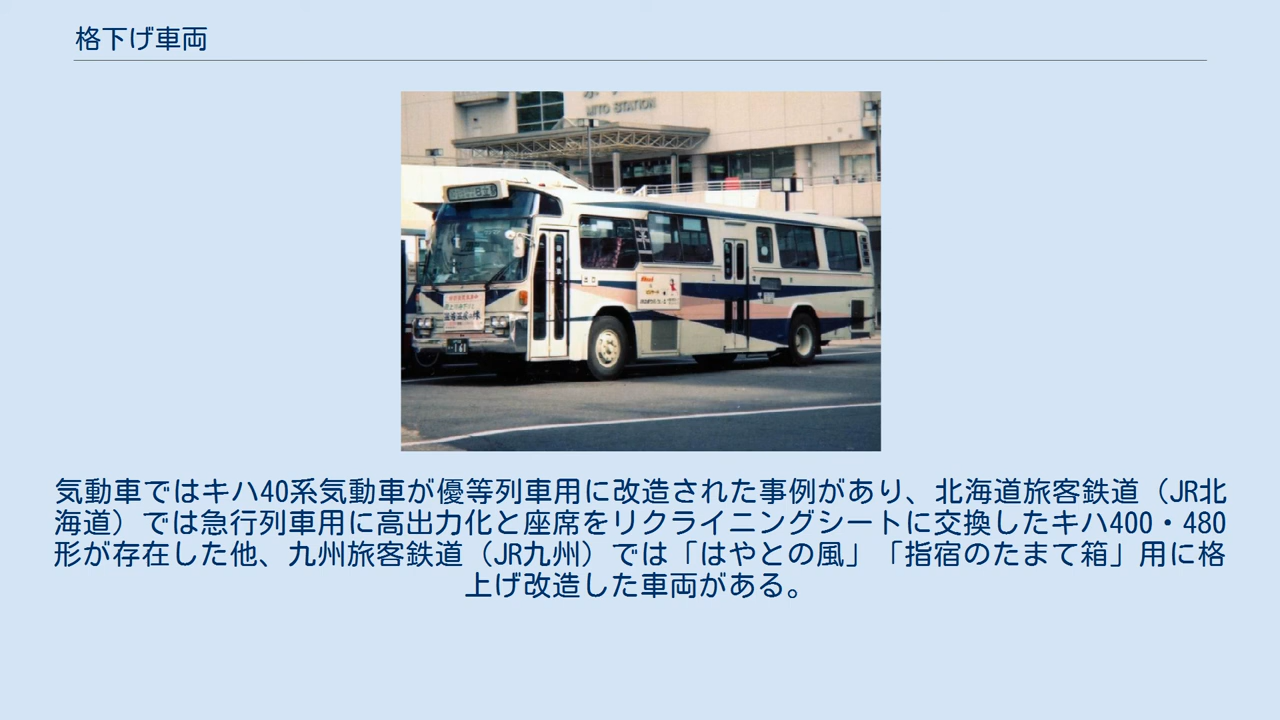 格下げ車両
MITO STATION
161
気動車ではキハ40系気動車が優等列車用に改造された事例があり、北海道旅客鉄道（JR北
海道）では急行列車用に高出力化と座席をリクライニングシートに交換したキハ400・480
形が存在した他、九州旅客鉄道（JR九州）では「はやとの風」「指宿のたまて箱」用に格
上げ改造した車両がある。